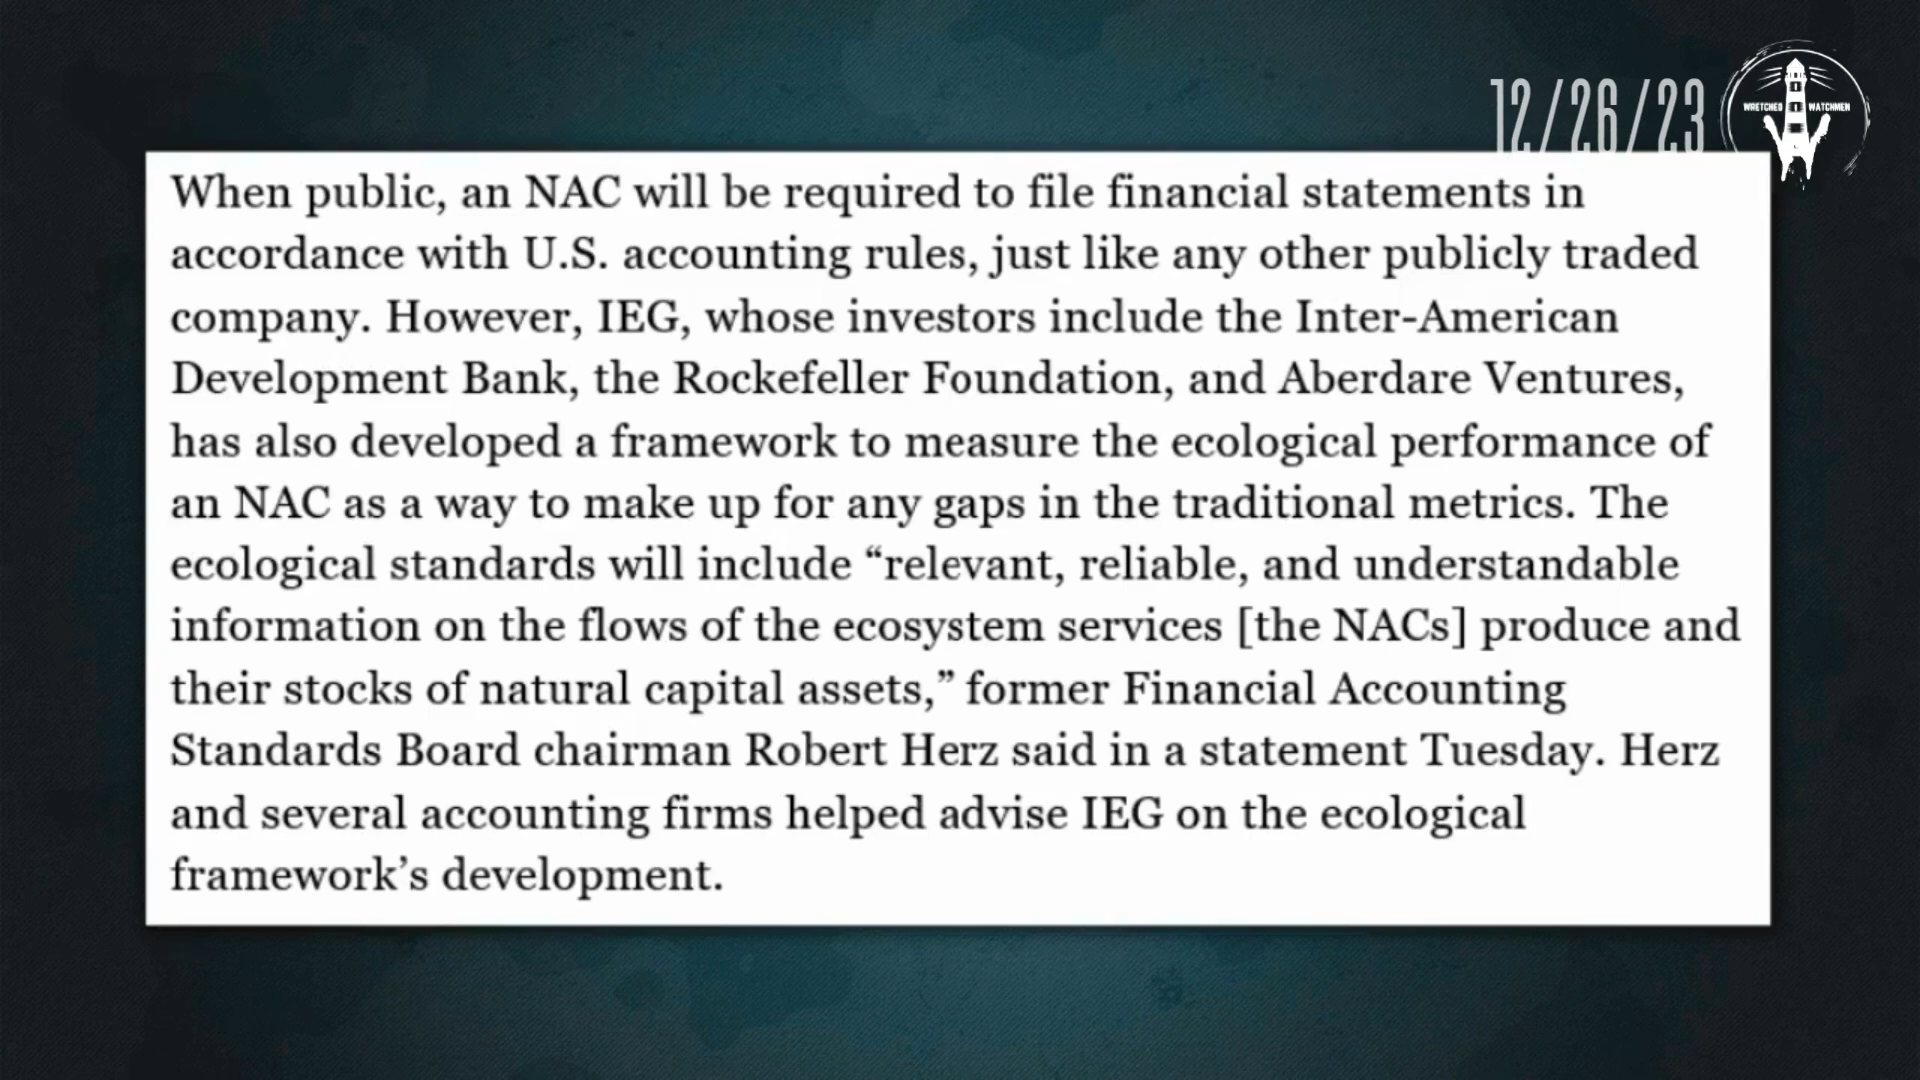 12/26/23
WRETCHED WATCHMEN
When public, an NAC will be required to file financial statements in
accordance with U.S. accounting rules, just like any other publicly traded
company. However, IEG, whose investors include the Inter-American
Development Bank, the Rockefeller Foundation, and Aberdare Ventures,
has also developed a framework to measure the ecological performance of
an NAC as a way to make up for any gaps in the traditional metrics. The
ecological standards will include “relevant, reliable, and understandable
information on the flows of the ecosystem services [the NACs] produce and
their stocks of natural capital assets,” former Financial Accounting
Standards Board chairman Robert Herz said in a statement Tuesday. Herz
and several accounting firms helped advise IEG on the ecological
framework’s development.